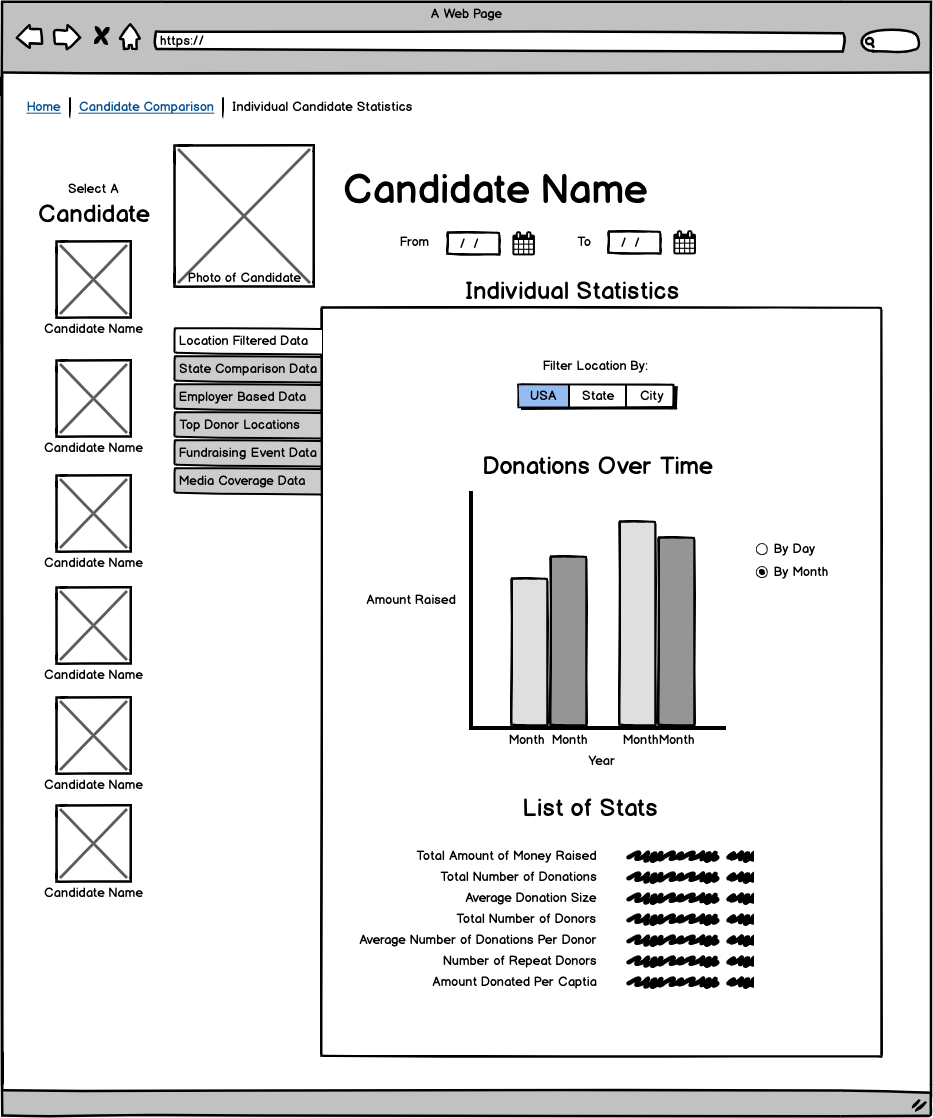 A Web Page
https://
Home | Candidate Comparison | Individual Candidate Statistics
Select A
Candidate
Candidate Name
Candidate Name
Candidate Name
Candidate Name
Candidate Name
Candidate Name
Photo of Candidate
Candidate Name
From / / To / /
Individual Statistics
Location Filtered Data
State Comparison Data
Employer Based Data
Top Donor Locations
Fundraising Event Data
Media Coverage Data
Filter Location By:
USA State City
Donations Over Time
By Day
By Month
Amount Raised
Month Month MonthMonth
Year
List of Stats
Total Amount of Money Raised
Total Number of Donations
Average Donation Size
Total Number of Donors
Average Number of Donations Per Donor
Number of Repeat Donors
Amount Donated Per Captia